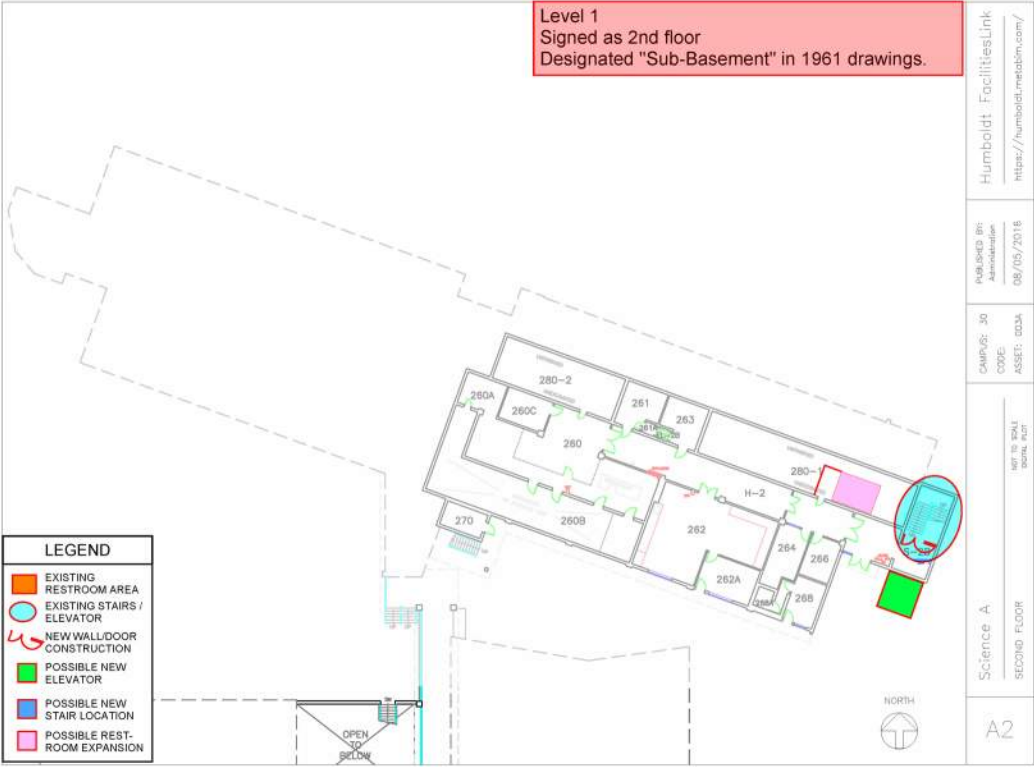 Level 1
Signed as 2nd floor
Designated "Sub-Basement" in 1961 drawings.
280-2
260A
260C
261
263
260
280-1
H-2
260B
262
270
264
266
262A
268
S-2B
OPEN
TO
BELOW
NORTH
LEGEND
EXISTING
RESTROOM AREA
EXISTING STAIRS /
ELEVATOR
NEW WALL/DOOR
CONSTRUCTION
POSSIBLE NEW
ELEVATOR
POSSIBLE NEW
STAIR LOCATION
POSSIBLE REST-
ROOM EXPANSION
Humboldt FacilitiesLink
https://humboldt.metabim.com/
PUBLISHED BY:
Administration
08/05/2016
CAMPUS: 30
CODE:
ASSET: 003A
NOT TO SCALE
DIGITAL PLOT
Science A
SECOND FLOOR
A2